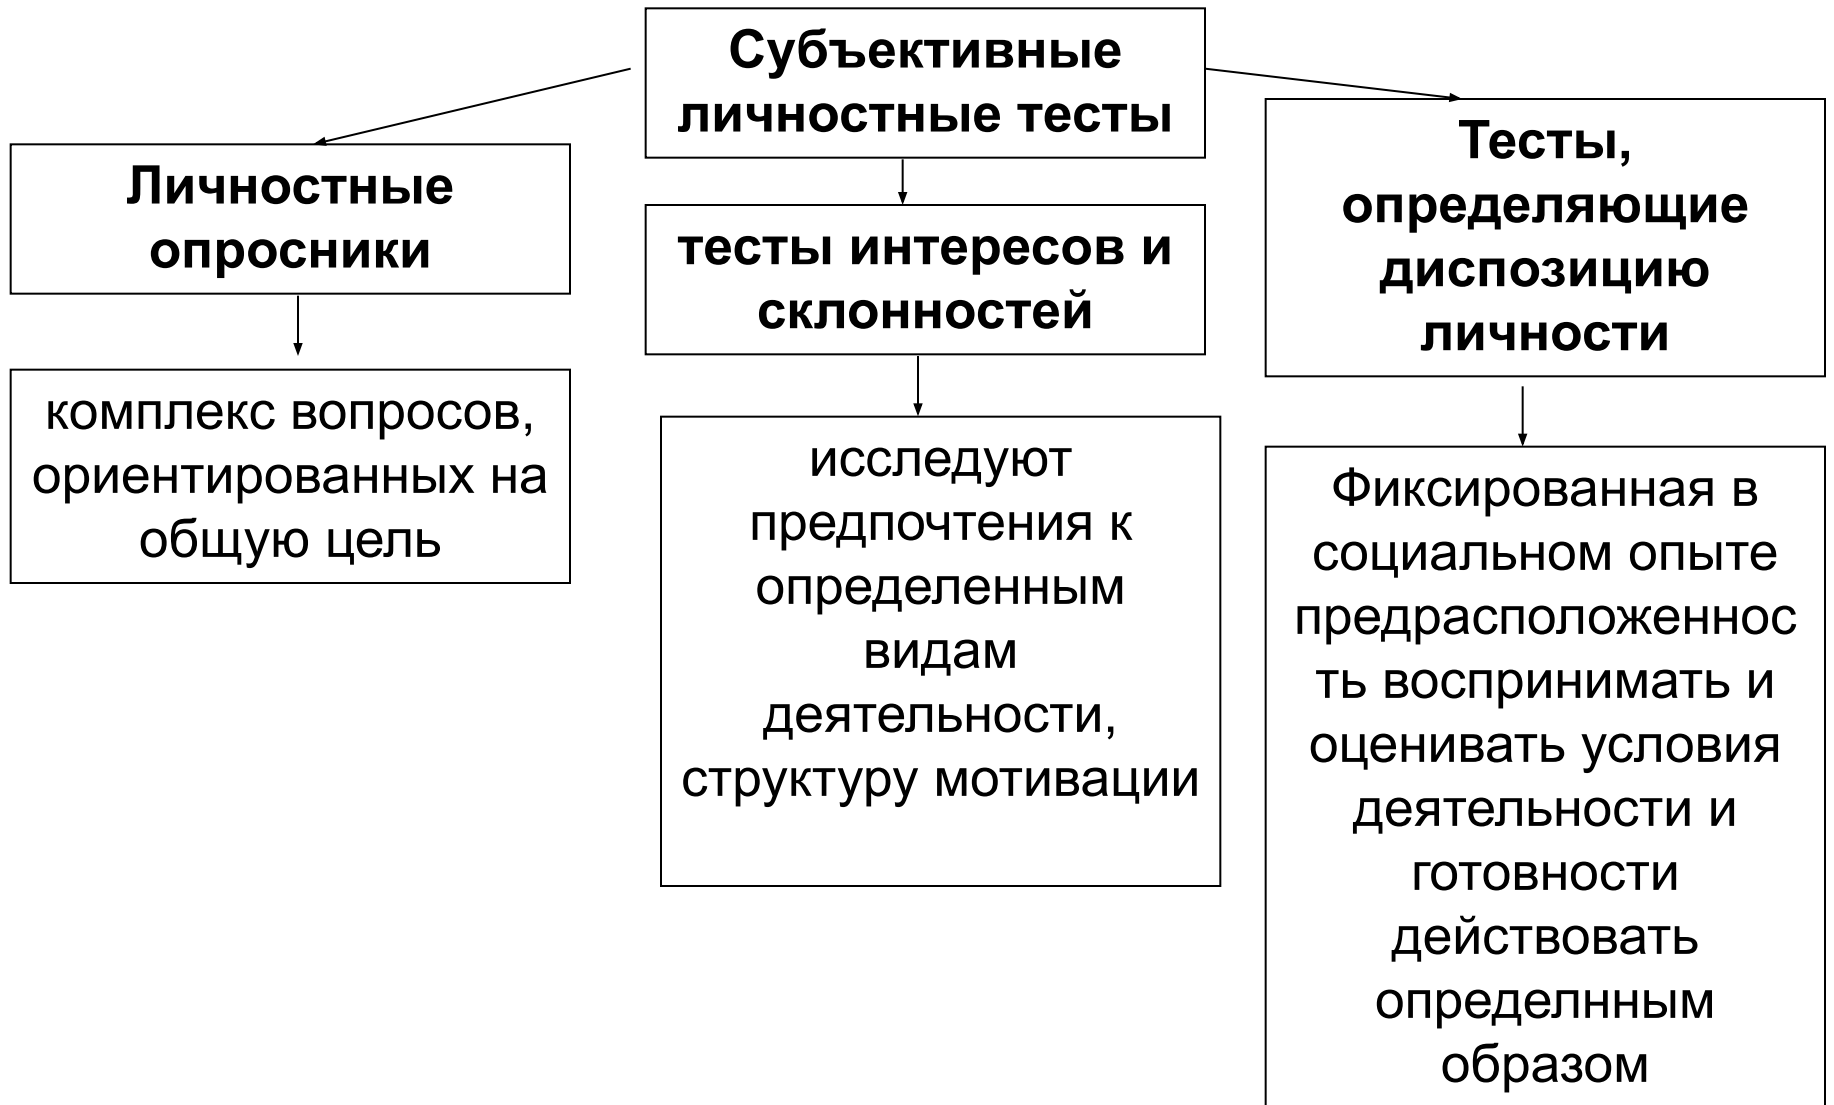 Субъективные
личностные тесты
Личностные
опросники
комплекс вопросов,
ориентированных на
общую цель
тесты интересов и
склонностей
исследуют
предпочтения к
определенным
видам
деятельности,
структуру мотивации
Тесты,
определяющие
диспозицию
личности
Фиксированная в
социальном опыте
предрасположеннос
ть воспринимать и
оценивать условия
деятельности и
готовности
действовать
определнным
образом